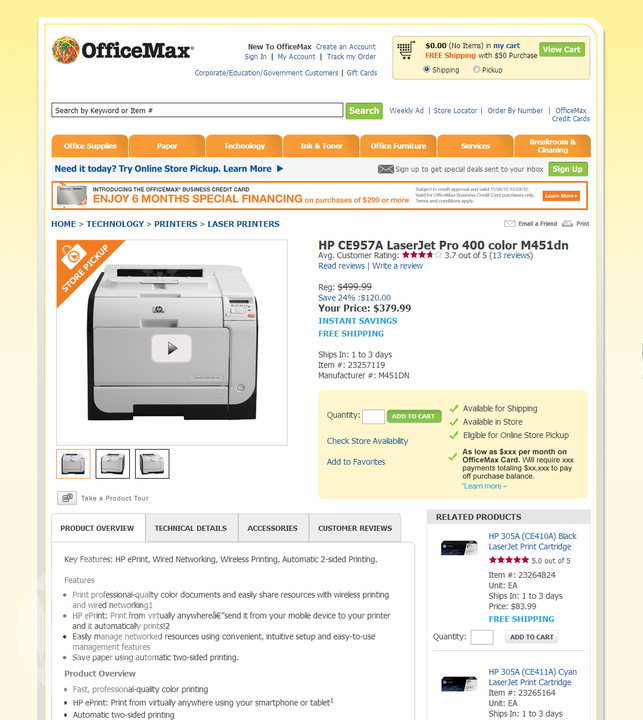 OfficeMax®
New To OfficeMax Create an Account
Sign In | My Account | Track my Order
Corporate/Education/Government Customers | Gift Cards
$0.00 (No Items) in my cart
FREE Shipping with $50 Purchase
Shipping Pickup
View Cart
Search by Keyword or Item #
Search
Weekly Ad | Store Locator | Order By Number | OfficeMax Credit Cards
Office Supplies
Paper
Technology
Ink & Toner
Office Furniture
Services
Breakroom & Cleaning
Need it today? Try Online Store Pickup. Learn More
Sign up to get special deals sent to your inbox
Sign Up
INTRODUCING THE OFFICEMAX® BUSINESS CREDIT CARD
ENJOY 6 MONTHS SPECIAL FINANCING on purchases of $299 or more
Subject to credit approval and valid 11/06/12-12/29/12.
Valid for OfficeMax Business Credit Card purchases only.
Terms and conditions apply.
Learn More
HOME > TECHNOLOGY > PRINTERS > LASER PRINTERS
Email a Friend Print
STORE PICKUP
hp
HP CE957A LaserJet Pro 400 color M451dn
Avg. Customer Rating: 3.7 out of 5 (13 reviews)
Read reviews | Write a review
Reg: $499.99
Save 24% :$120.00
Your Price: $379.99
INSTANT SAVINGS
FREE SHIPPING
Ships In: 1 to 3 days
Item #: 23257119
Manufacturer #: M451DN
Quantity:
ADD TO CART
Check Store Availability
Add to Favorites
Available for Shipping
Available in Store
Eligible for Online Store Pickup
As low as $xxx per month on
OfficeMax Card. Will require xxx
payments totaling $xx,xxx to pay
off purchase balance.
*Learn more »
Take a Product Tour
PRODUCT OVERVIEW
TECHNICAL DETAILS
ACCESSORIES
CUSTOMER REVIEWS
Key Features: HP ePrint, Wired Networking, Wireless Printing, Automatic 2-sided Printing.
Features
Print professional-quality color documents and easily share resources with wireless printing
and wired networking1
HP ePrint: Print from virtually anywhereâ€"send it from your mobile device to your printer
and it automatically prints!2
Easily manage networked resources using convenient, intuitive setup and easy-to-use
management features
Save paper using automatic two-sided printing.
Product Overview
Fast, professional-quality color printing
HP ePrint: Print from virtually anywhere using your smartphone or tablet1
Automatic two-sided printing
RELATED PRODUCTS
HP 305A (CE410A) Black
LaserJet Print Cartridge
5.0 out of 5
Item #: 23264824
Unit: EA
Ships In: 1 to 3 days
Price: $83.99
FREE SHIPPING
Quantity:
ADD TO CART
HP 305A (CE411A) Cyan
LaserJet Print Cartridge
Item #: 23265164
Unit: EA
Ships In: 1 to 3 days